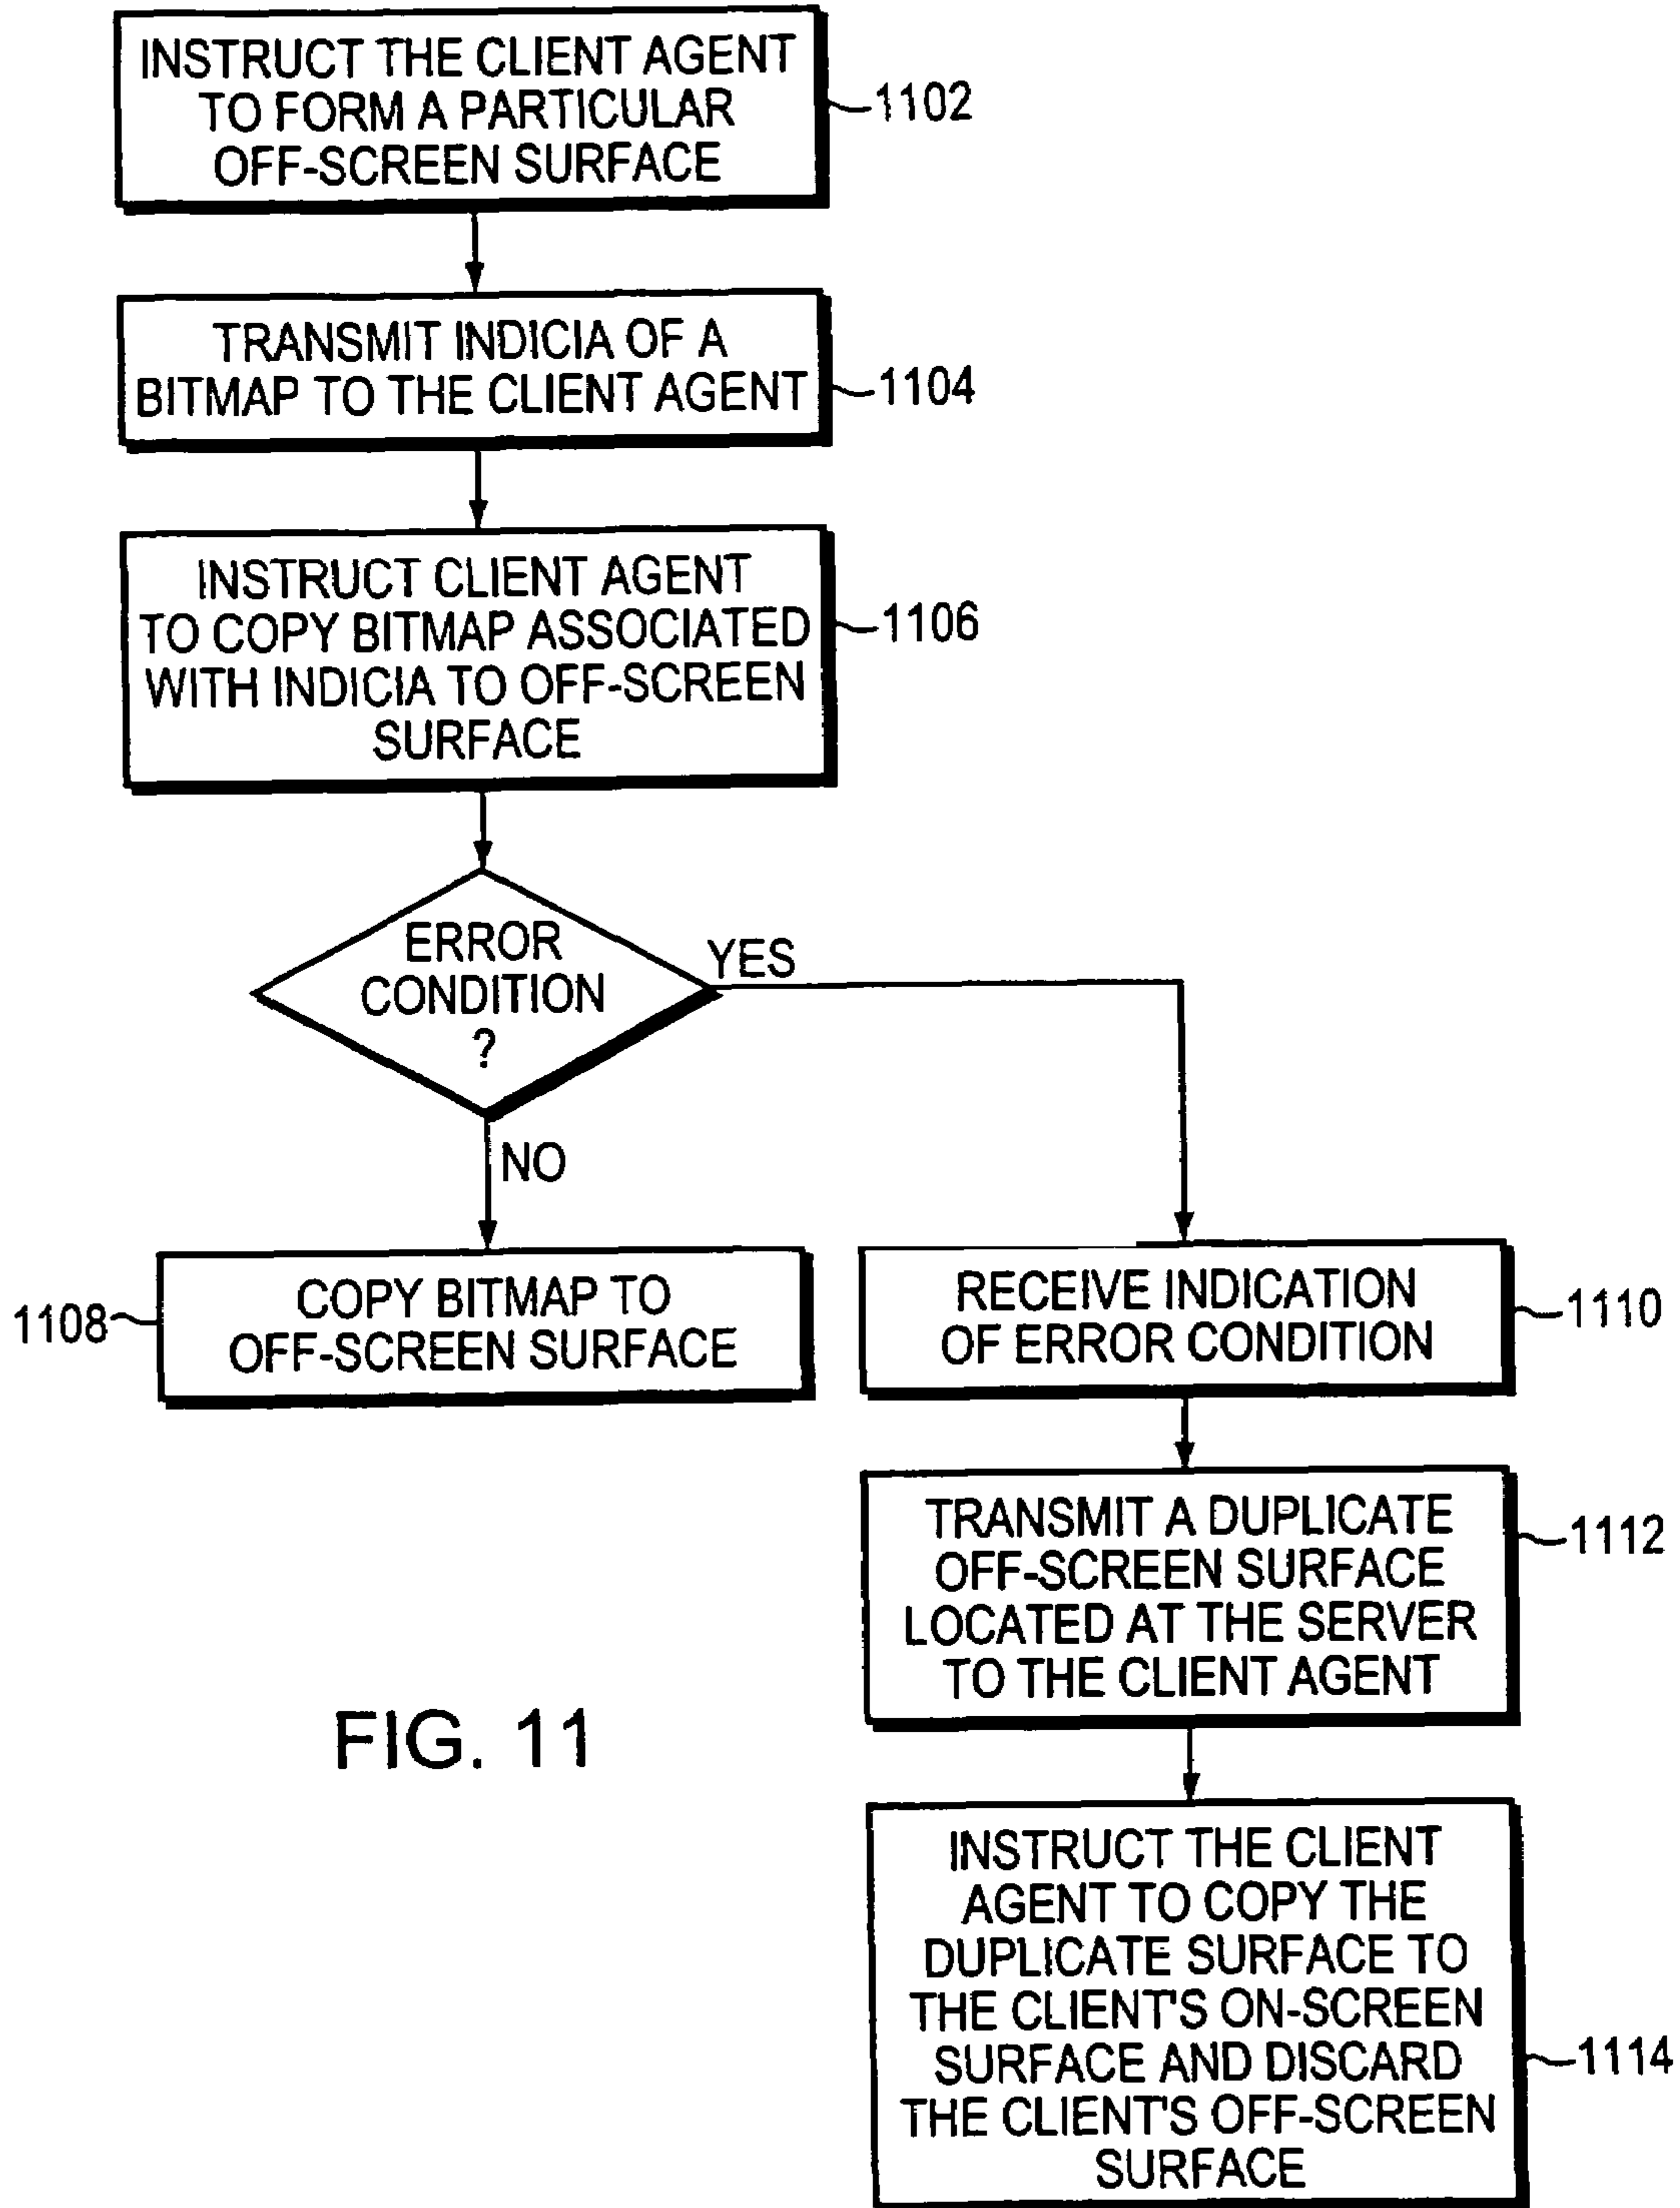 INSTRUCT THE CLIENT AGENT
TO FORM A PARTICULAR
OFF-SCREEN SURFACE
1102
TRANSMIT INDICIA OF A
BITMAP TO THE CLIENT AGENT
1104
INSTRUCT CLIENT AGENT
TO COPY BITMAP ASSOCIATED
WITH INDICIA TO OFF-SCREEN
SURFACE
1106
ERROR
CONDITION
?
YES
NO
1108
COPY BITMAP TO
OFF-SCREEN SURFACE
RECEIVE INDICATION
OF ERROR CONDITION
1110
TRANSMIT A DUPLICATE
OFF-SCREEN SURFACE
LOCATED AT THE SERVER
TO THE CLIENT AGENT
1112
FIG. 11
INSTRUCT THE CLIENT
AGENT TO COPY THE
DUPLICATE SURFACE TO
THE CLIENT'S ON-SCREEN
SURFACE AND DISCARD
THE CLIENT'S OFF-SCREEN
SURFACE
1114